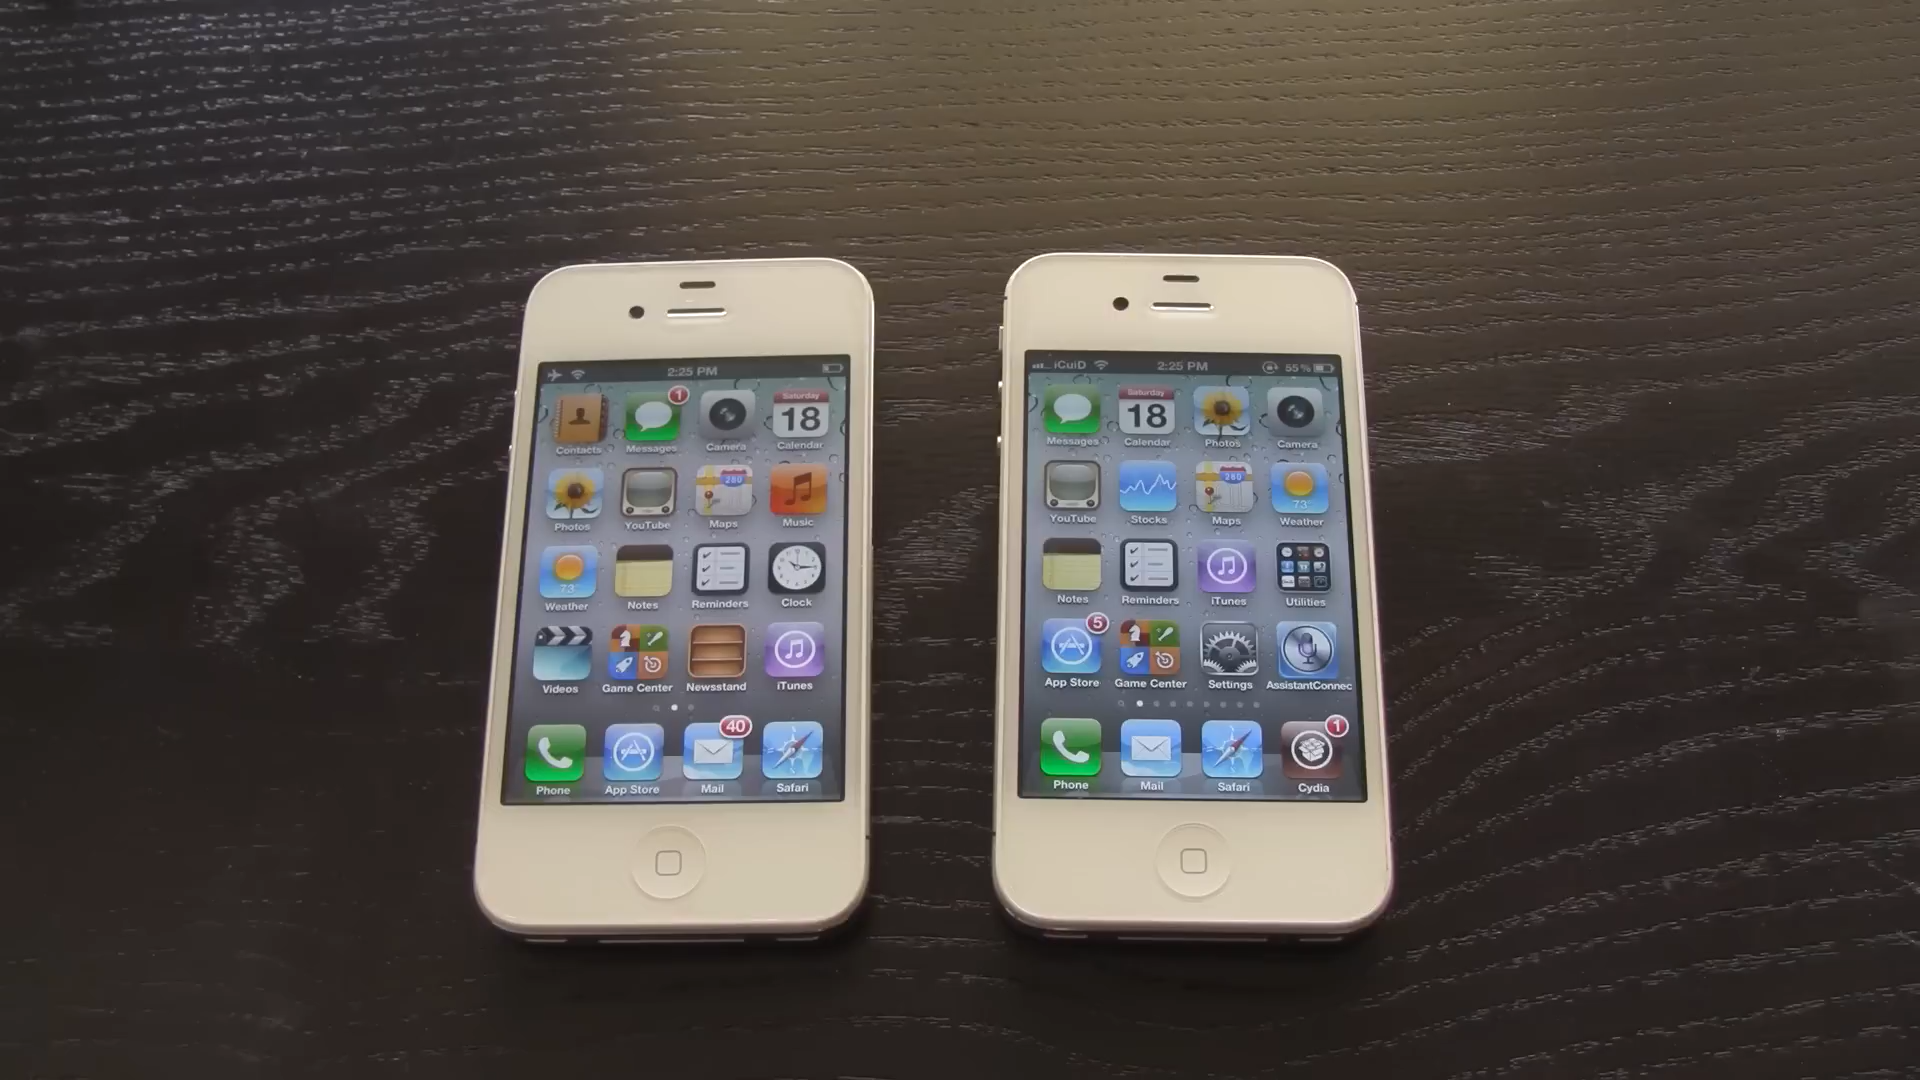 2:25 PM
1
Saturday
18
Contacts
Messages
Camera
Calendar
280
Photos
YouTube
Maps
Music
73°
Weather
Notes
Reminders
Clock
Videos
Game Center
Newsstand
iTunes
40
Phone
App Store
Mail
Safari
iCuiD
2:25 PM
55%
Saturday
18
Messages
Calendar
Photos
Camera
280
73°
YouTube
Stocks
Maps
Weather
Notes
Reminders
iTunes
Utilities
5
App Store
Game Center
Settings
AssistantConnec
1
Phone
Mail
Safari
Cydia